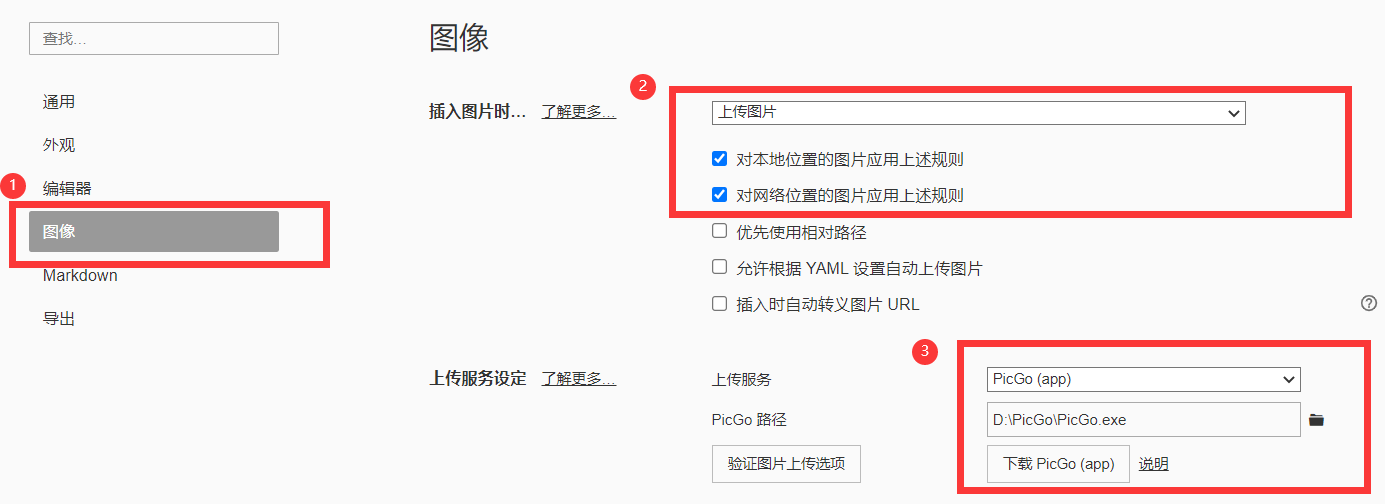 查找...
通用
外观
1
编辑器
图像
Markdown
导出
图像
2
插入图片时... 了解更多...
上传图片
对本地位置的图片应用上述规则
对网络位置的图片应用上述规则
优先使用相对路径
允许根据 YAML 设置自动上传图片
插入时自动转义图片 URL
?
3
上传服务设定 了解更多...
上传服务 PicGo (app)
PicGo 路径 D:\PicGo\PicGo.exe
验证图片上传选项 下载 PicGo (app) 说明